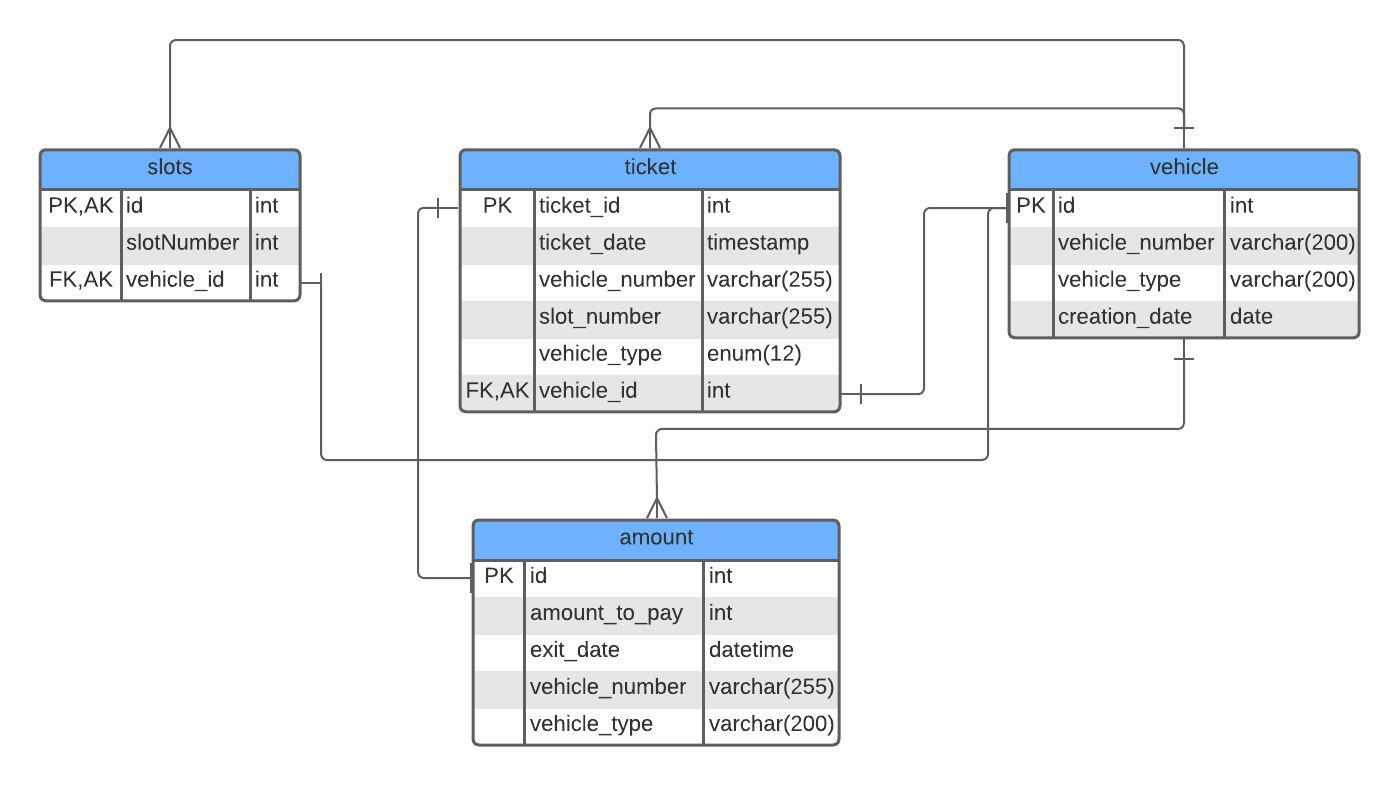 slots
PK,AK id int
slotNumber int
FK,AK vehicle_id int
ticket
PK ticket_id int
ticket_date timestamp
vehicle_number varchar(255)
slot_number varchar(255)
vehicle_type enum(12)
FK,AK vehicle_id int
vehicle
PK id int
vehicle_number varchar(200)
vehicle_type varchar(200)
creation_date date
amount
PK id int
amount_to_pay int
exit_date datetime
vehicle_number varchar(255)
vehicle_type varchar(200)